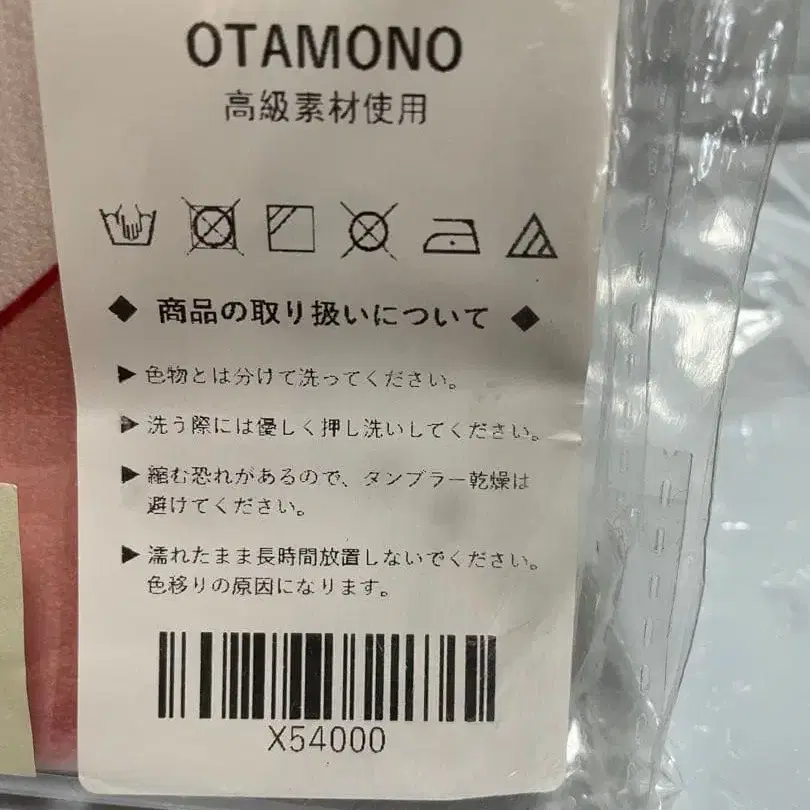 OTAMONO
高級素材使用
◆ 商品の取り扱いについて ◆
▶ 色物とは分けて洗ってください。
▶ 洗う際には優しく押し洗いしてください。
▶ 縮む恐れがあるので、タンブラー乾燥は
避けてください。
▶ 濡れたまま長時間放置しないでください。
色移りの原因になります。
X54000